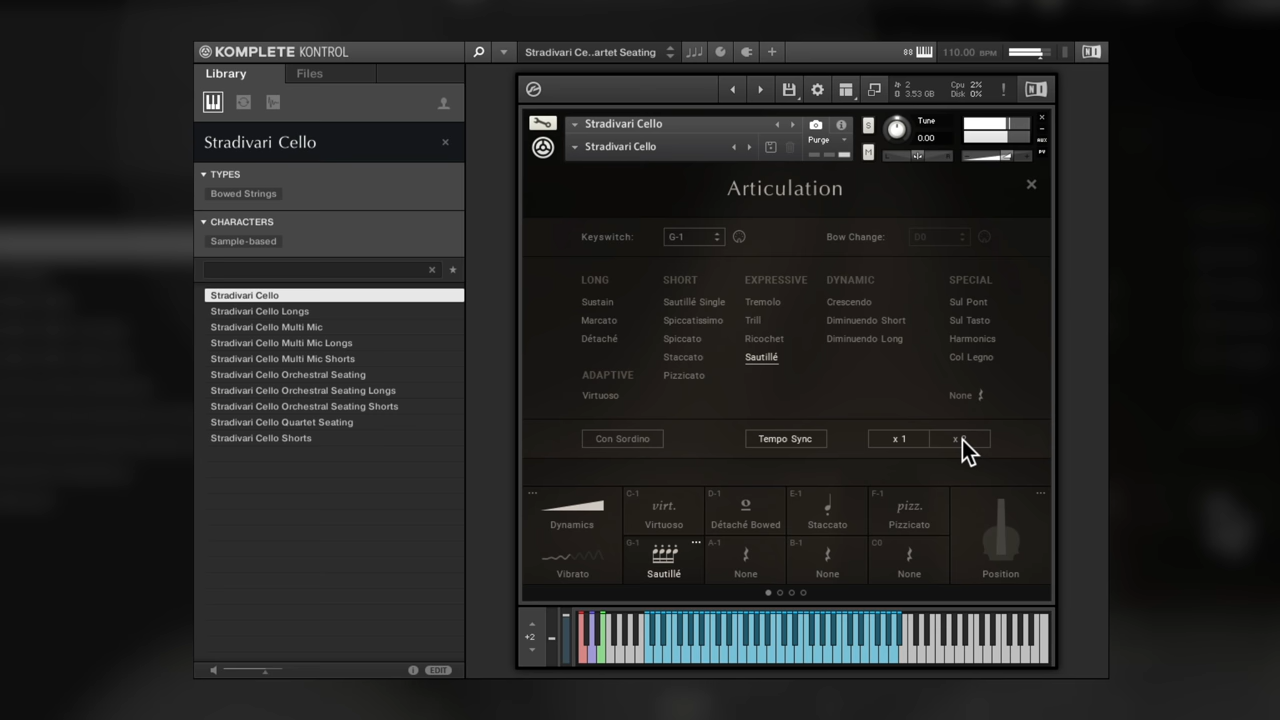 KOMPLETE KONTROL
Stradivari Ce..artet Seating
110.00 BPM
Library
Files
Stradivari Cello
TYPES
Bowed Strings
CHARACTERS
Sample-based
Stradivari Cello
Stradivari Cello Longs
Stradivari Cello Multi Mic
Stradivari Cello Multi Mic Longs
Stradivari Cello Multi Mic Shorts
Stradivari Cello Orchestral Seating
Stradivari Cello Orchestral Seating Longs
Stradivari Cello Orchestral Seating Shorts
Stradivari Cello Quartet Seating
Stradivari Cello Shorts
EDIT
2
3.53 GB
Cpu 2%
Disk 0%
!
Stradivari Cello
Stradivari Cello
Purge
S
M
Tune
0.00
AUX
PV
Articulation
Keyswitch: G-1
Bow Change: D0
LONG
Sustain
Marcato
Détaché
ADAPTIVE
Virtuoso
SHORT
Sautillé Single
Spiccatissimo
Spiccato
Staccato
Pizzicato
EXPRESSIVE
Tremolo
Trill
Ricochet
Sautillé
DYNAMIC
Crescendo
Diminuendo Short
Diminuendo Long
SPECIAL
Sul Pont
Sul Tasto
Harmonics
Col Legno
None
Con Sordino
Tempo Sync
x 1
Dynamics
Vibrato
C-1
virt.
Virtuoso
D-1
Détaché Bowed
E-1
Staccato
F-1
pizz.
Pizzicato
G-1
Sautillé
A-1
None
B-1
None
C0
None
Position
+2